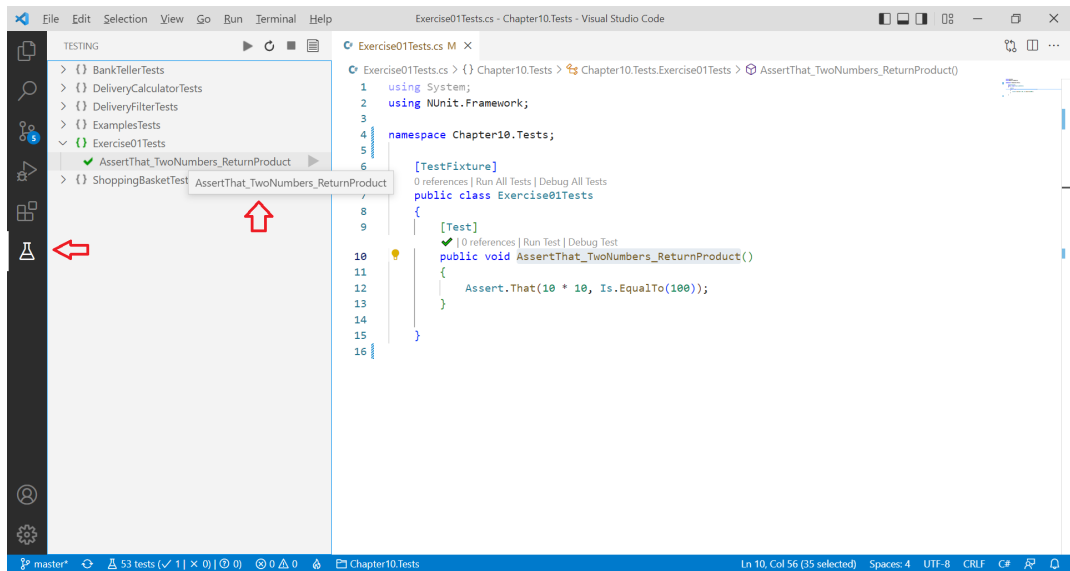 File Edit Selection View Go Run Terminal Help
Exercise01Tests.cs - Chapter10.Tests - Visual Studio Code
TESTING
BankTellerTests
DeliveryCalculatorTests
DeliveryFilterTests
ExamplesTests
Exercise01Tests
AssertThat_TwoNumbers_ReturnProduct
ShoppingBasketTest
AssertThat_TwoNumbers_ReturnProduct
5
Exercise01Tests.cs M
Exercise01Tests.cs > {} Chapter10.Tests > Chapter10.Tests.Exercise01Tests > AssertThat_TwoNumbers_ReturnProduct()
1 using System;
2 using NUnit.Framework;
3
4 namespace Chapter10.Tests;
5
6 [TestFixture]
0 references | Run All Tests | Debug All Tests
7 public class Exercise01Tests
8 {
9 [Test]
| 0 references | Run Test | Debug Test
10 public void AssertThat_TwoNumbers_ReturnProduct()
11 {
12 Assert.That(10 * 10, Is.EqualTo(100));
13 }
14
15 }
16
master* 53 tests (✓ 1 | × 0) | ? 0) 0 0 Chapter10.Tests Ln 10, Col 56 (35 selected) Spaces: 4 UTF-8 CRLF C#